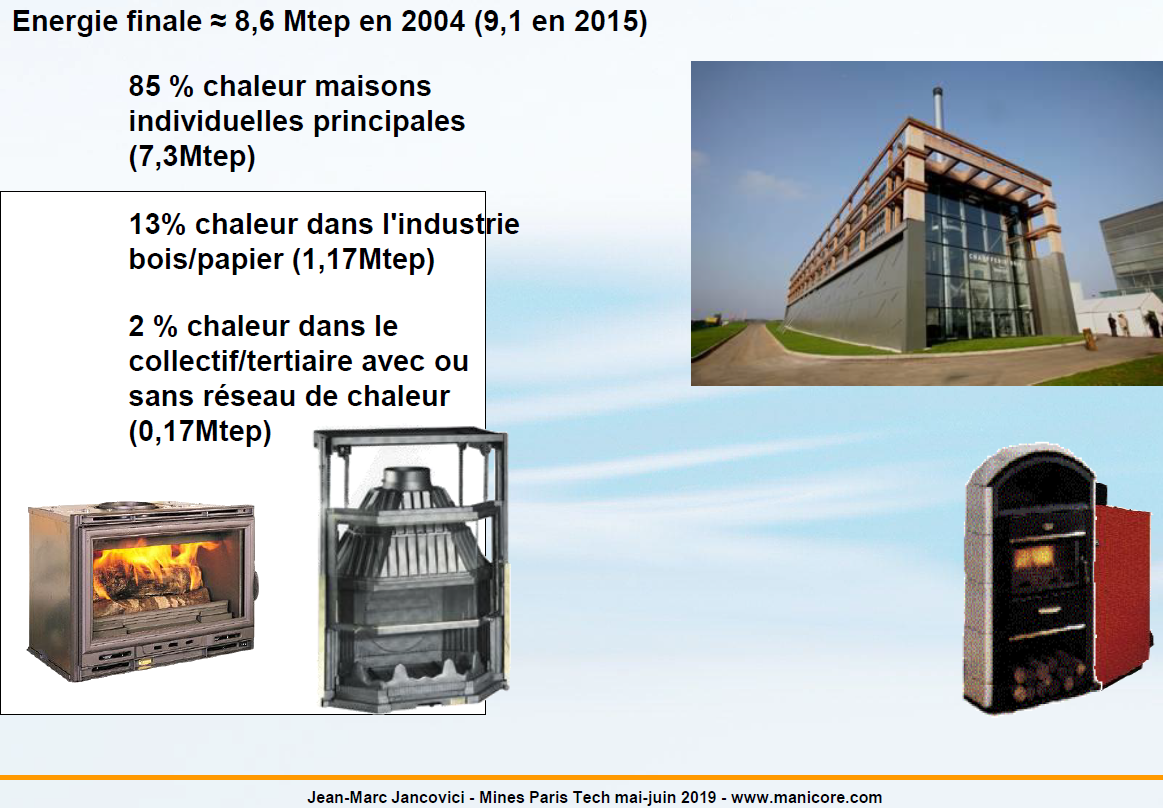 Energie finale ≈ 8,6 Mtep en 2004 (9,1 en 2015)
85 % chaleur maisons
individuelles principales
(7,3Mtep)
13% chaleur dans l'industrie
bois/papier (1,17Mtep)
2 % chaleur dans le
collectif/tertiaire avec ou
sans réseau de chaleur
(0,17Mtep)
CHAUFFERIE
Jean-Marc Jancovici - Mines Paris Tech mai-juin 2019 - www.manicore.com